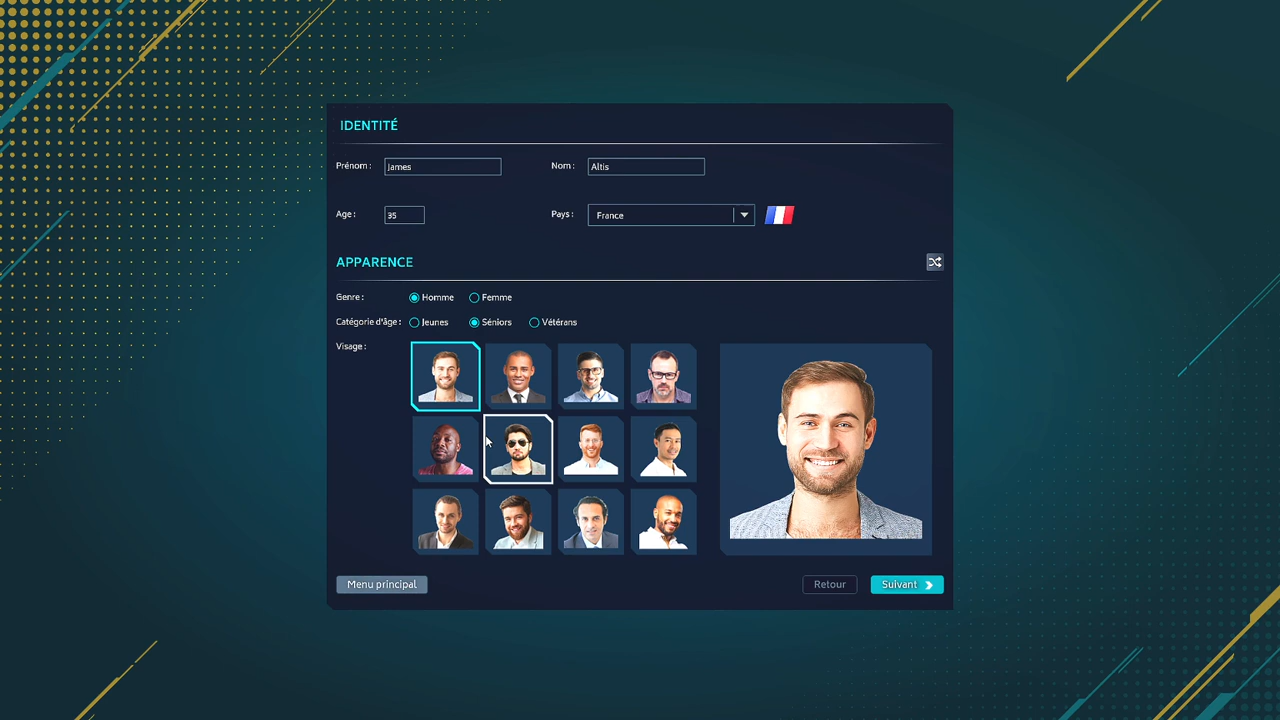 IDENTITÉ
Prénom : James Nom : Altis
Age : 35 Pays : France
APPARENCE
Genre : Homme Femme
Catégorie d'âge : Jeunes Séniors Vétérans
Visage :
Menu principal Retour Suivant